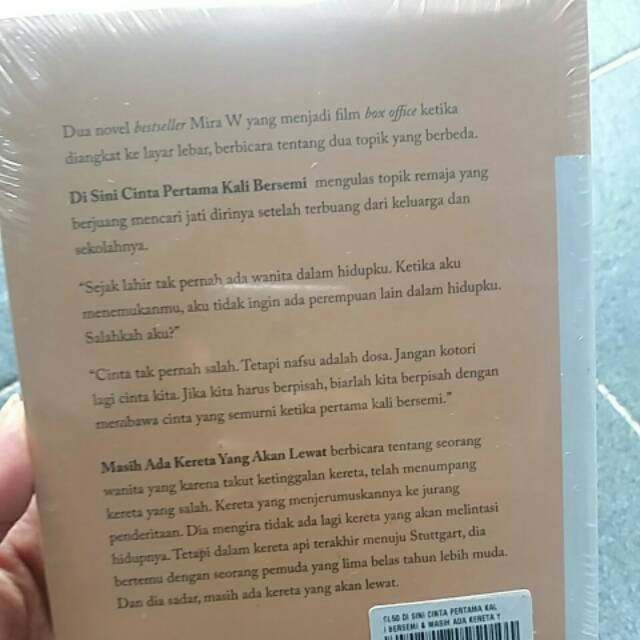 Dua novel bestseller Mira W yang menjadi film box office ketika
diangkat ke layar lebar, berbicara tentang dua topik yang berbeda.
Di Sini Cinta Pertama Kali Bersemi mengulas topik remaja yang
berjuang mencari jati dirinya setelah terbuang dari keluarga dan
sekolahnya.
“Sejak lahir tak pernah ada wanita dalam hidupku. Ketika aku
menemukanmu, aku tidak ingin ada perempuan lain dalam hidupku.
Salahkah aku?”
“Cinta tak pernah salah. Tetapi nafsu adalah dosa. Jangan kotori
lagi cinta kita. Jika kita harus berpisah, biarlah kita berpisah dengan
membawa cinta yang semurni ketika pertama kali bersemi.”
Masih Ada Kereta Yang Akan Lewat berbicara tentang seorang
wanita yang karena takut ketinggalan kereta, telah menumpang
kereta yang salah. Kereta yang menjerumuskannya ke jurang
penderitaan. Dia mengira tidak ada lagi kereta yang akan melintasi
hidupnya. Tetapi dalam kereta api terakhir menuju Stuttgart, dia
bertemu dengan seorang pemuda yang lima belas tahun lebih muda.
Dan dia sadar, masih ada kereta yang akan lewat.
DI SINI CINTA PERTAMA KAL
I BERSEMI & MASIH ADA KERETA Y